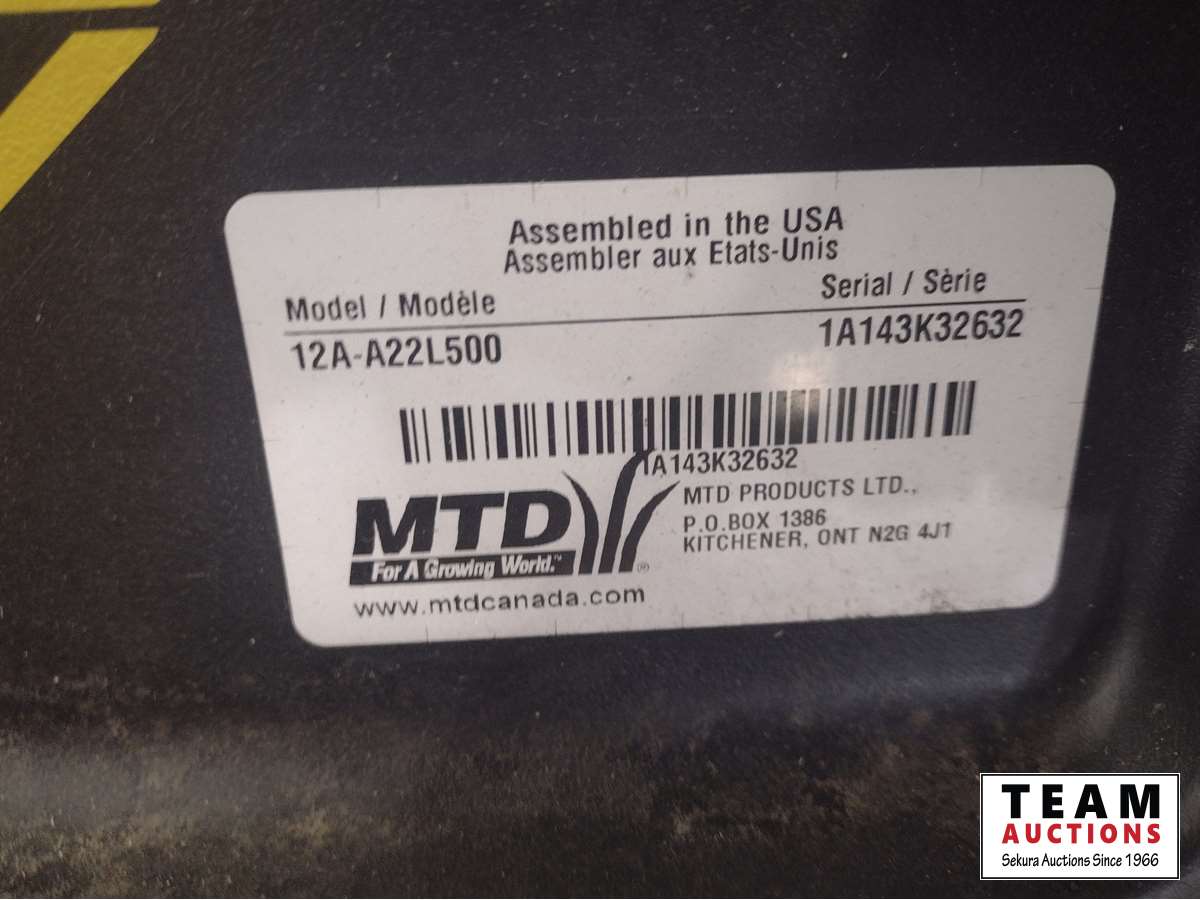 Assembled in the USA
Assembler aux Etats-Unis
Model / Modèle
Serial / Sèrie
12A-A22L500
1A143K32632
1A143K32632
MTD
For A Growing World.™
®
www.mtdcanada.com
MTD PRODUCTS LTD.,
P.O.BOX 1386
KITCHENER, ONT N2G 4J1
TEAM
AUCTIONS
Sekura Auctions Since 1966